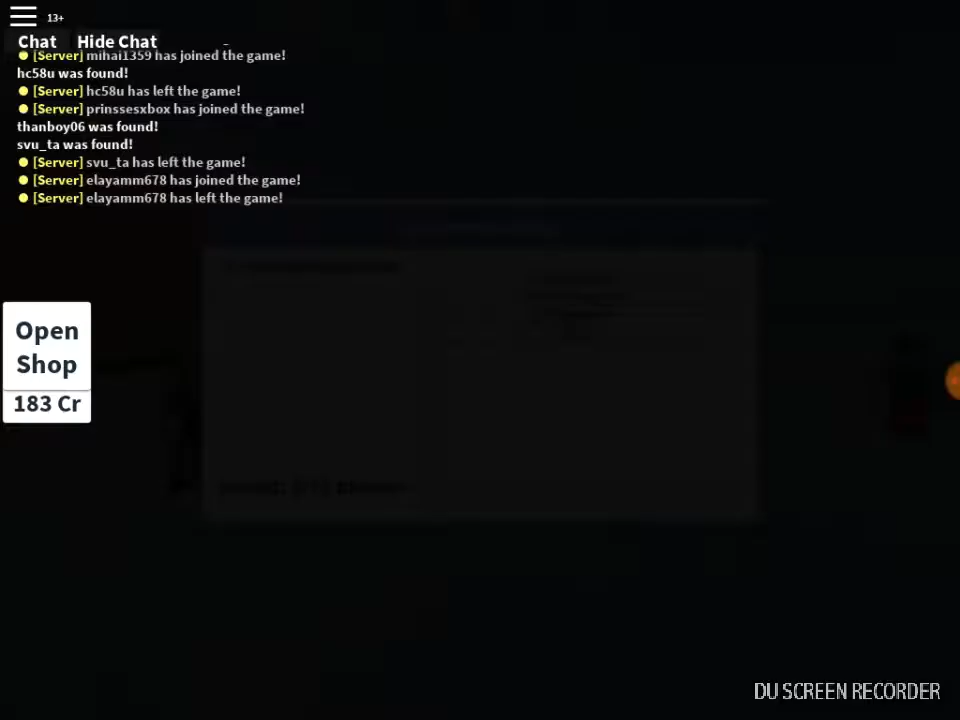 13+
Chat Hide Chat
[Server] mihai1359 has joined the game!
hc58u was found!
[Server] hc58u has left the game!
[Server] prinssesxbox has joined the game!
thanboy06 was found!
svu_ta was found!
[Server] svu_ta has left the game!
[Server] elayamm678 has joined the game!
[Server] elayamm678 has left the game!
Open
Shop
183 Cr
DU SCREEN RECORDER